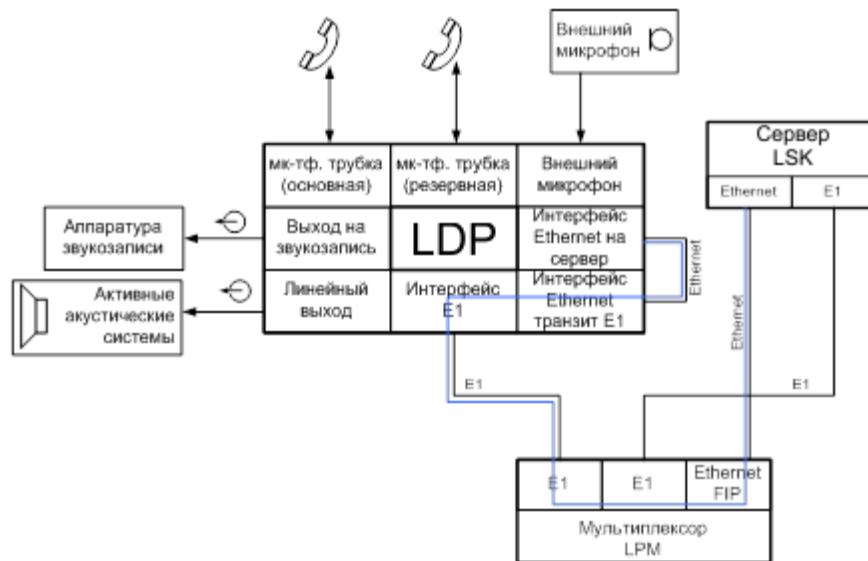 Внешний
микрофон
Сервер
LSK
Ethernet
E1
мк-тф. трубка
(основная)
мк-тф. трубка
(резервная)
Внешний
микрофон
Аппаратура
звукозаписи
Выход на
звукозапись
LDP
Интерфейс
Ethernet на
сервер
Ethernet
Ethernet
Активные
акустические
системы
Линейный
выход
Интерфейс
E1
Интерфейс
Ethernet
транзит E1
E1
E1
E1
E1
Ethernet
FIP
Мультиплексор
LPM